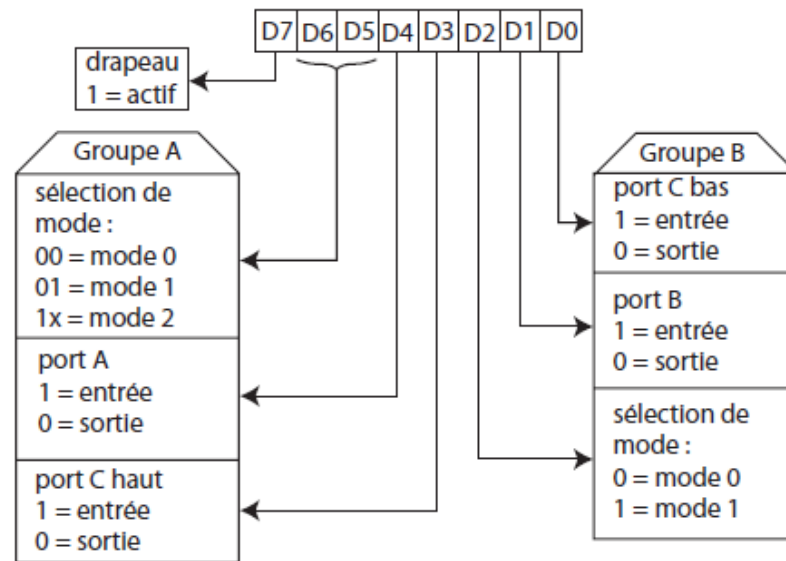 D7 D6 D5 D4 D3 D2 D1 D0
drapeau
1 = actif
Groupe A
sélection de
mode :
00 = mode 0
01 = mode 1
1x = mode 2
port A
1 = entrée
0 = sortie
port C haut
1 = entrée
0 = sortie
Groupe B
port C bas
1 = entrée
0 = sortie
port B
1 = entrée
0 = sortie
sélection de
mode :
0 = mode 0
1 = mode 1